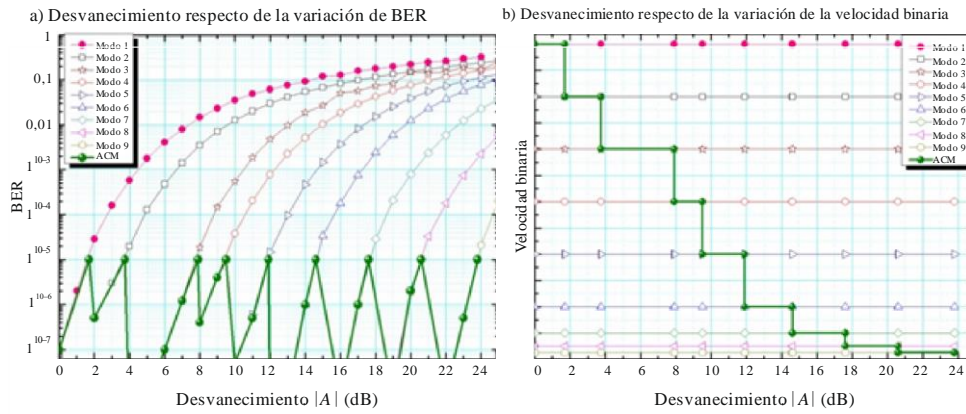 a) Desvanecimiento respecto de la variación de BER
1
0,1
0,01
10-3
10-4
10-5
10-6
10-7
BER
Modo 1
Modo 2
Modo 3
Modo 4
Modo 5
Modo 6
Modo 7
Modo 8
Modo 9
ACM
0 2 4 6 8 10 12 14 16 18 20 22 24
Desvanecimiento |A| (dB)
b) Desvanecimiento respecto de la variación de la velocidad binaria
Velocidad binaria
Modo 1
Modo 2
Modo 3
Modo 4
Modo 5
Modo 6
Modo 7
Modo 8
Modo 9
ACM
0 2 4 6 8 10 12 14 16 18 20 22 24
Desvanecimiento |A| (dB)